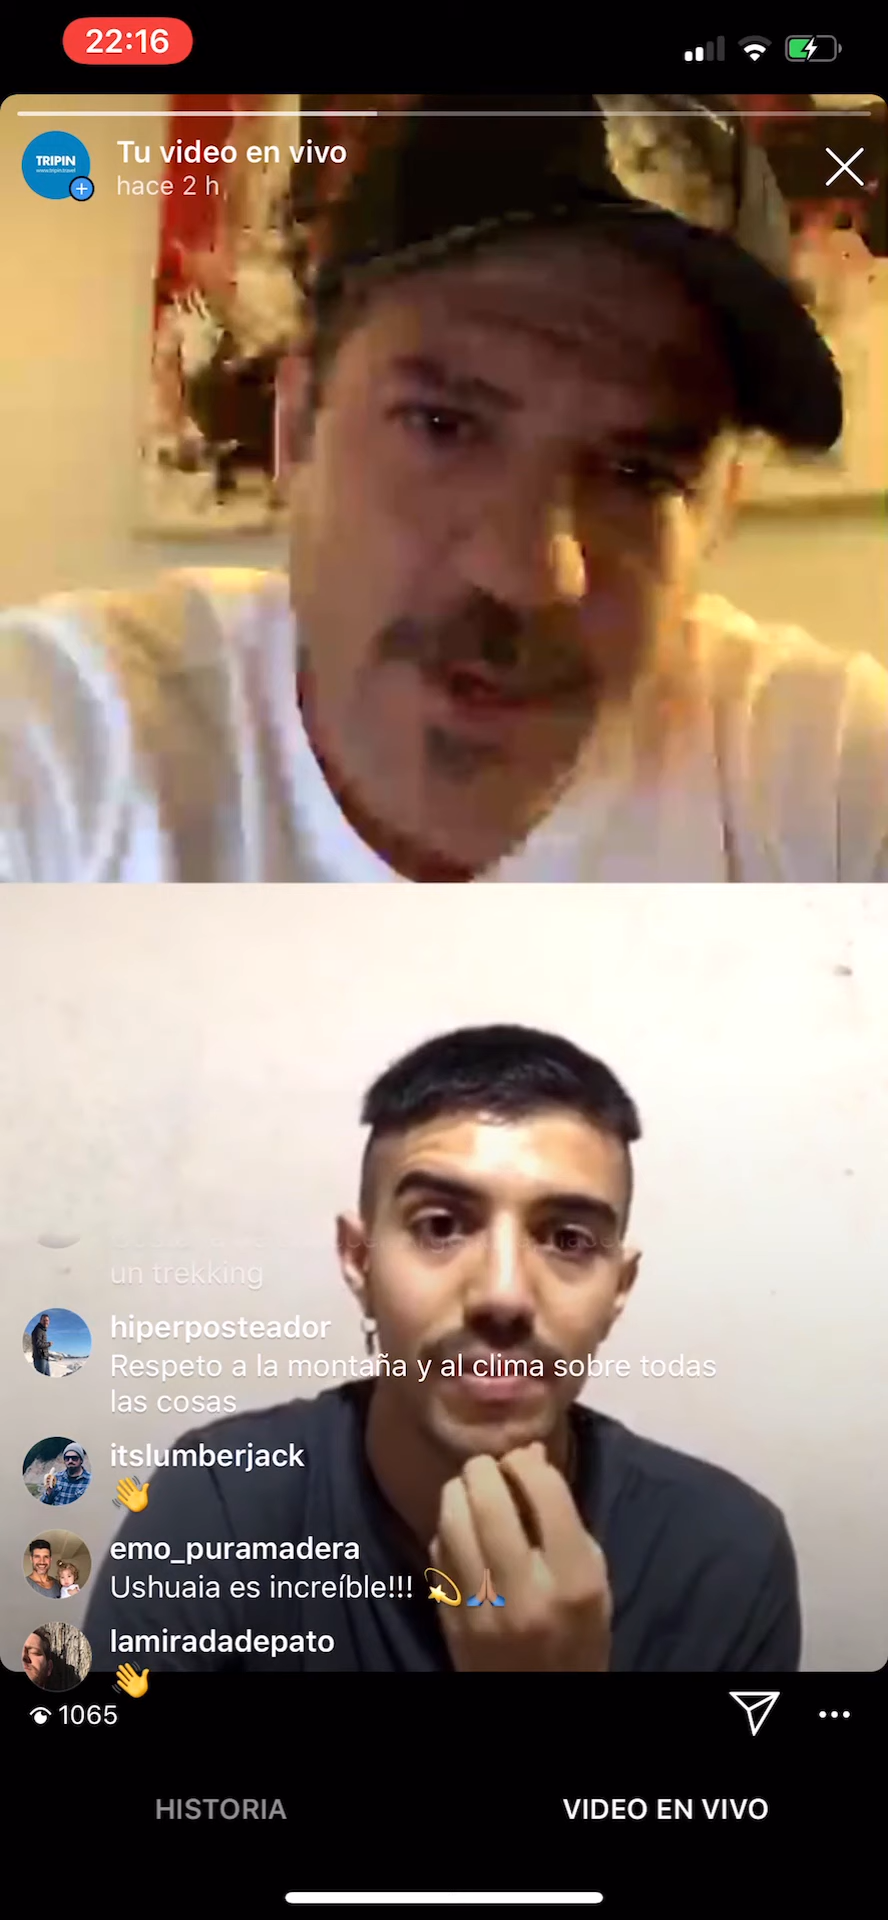 22:16
TRIPIN
Tu video en vivo
hace 2 h
un trekking
hiperposteador
Respeto a la montaña y al clima sobre todas
las cosas
itslumberjack
👋
emo_puramadera
Ushuaia es increíble!!! 💫🙏🏽
lamiradadepato
👋
1065
HISTORIA
VIDEO EN VIVO